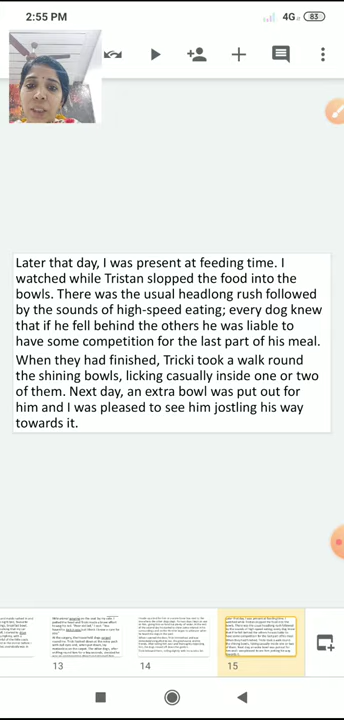 2:55 PM
4G
83
Later that day, I was present at feeding time. I
watched while Tristan slopped the food into the
bowls. There was the usual headlong rush followed
by the sounds of high-speed eating; every dog knew
that if he fell behind the others he was liable to
have some competition for the last part of his meal.
When they had finished, Tricki took a walk round
the shining bowls, licking casually inside one or two
of them. Next day, an extra bowl was put out for
him and I was pleased to see him jostling his way
towards it.
13
14
15